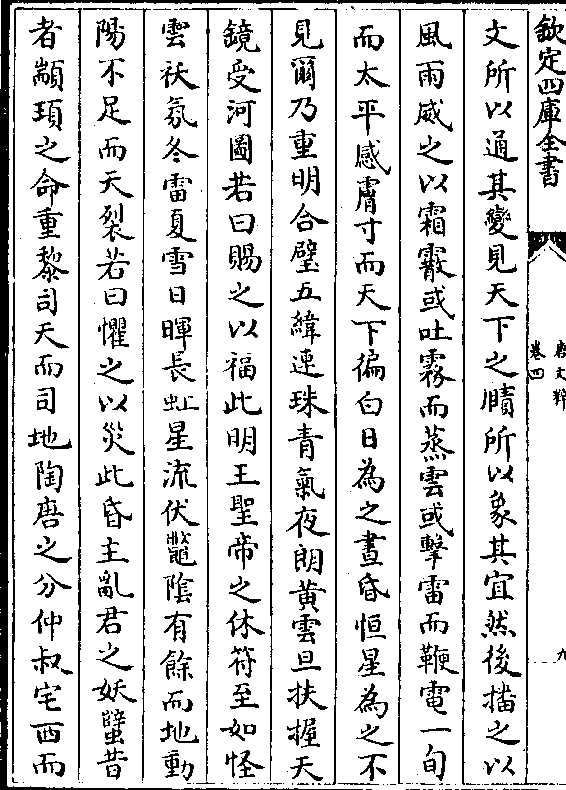 欽定四庫全書
唐文粹
卷四
九
文所以通其變見天下之賾所以象其宜然後播之以
風雨威之以霜霰或吐霧而蒸雲或擊雷而鞭電一旬
而太平感膚寸而天下徧白日為之晝昏恒星為之不
見爾乃重明合璧五緯連珠青氣夜朗黄雲旦扶握天
鏡受河圖若曰賜之以福此明王聖帝之休符至如怪
雲祅氛冬雷夏雪日暈長虹星流伏鼈陰有餘而地動
陽不足而天裂若曰懼之以災此昏主亂君之妖蠥昔
者顓頊之命重黎司天而司地陶唐之分仲叔宅西而